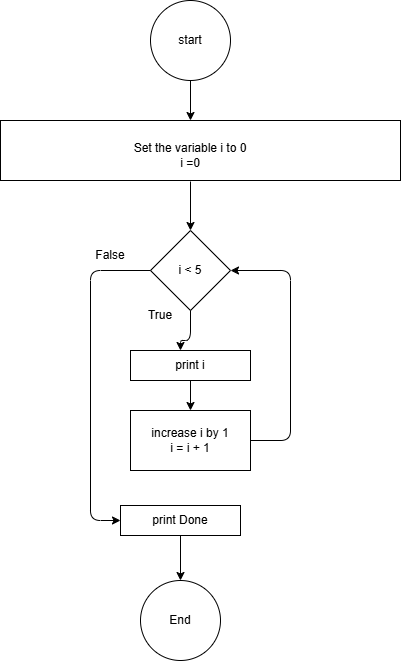 start
Set the variable i to 0
i =0
i < 5
False
True
print i
increase i by 1
i = i + 1
print Done
End